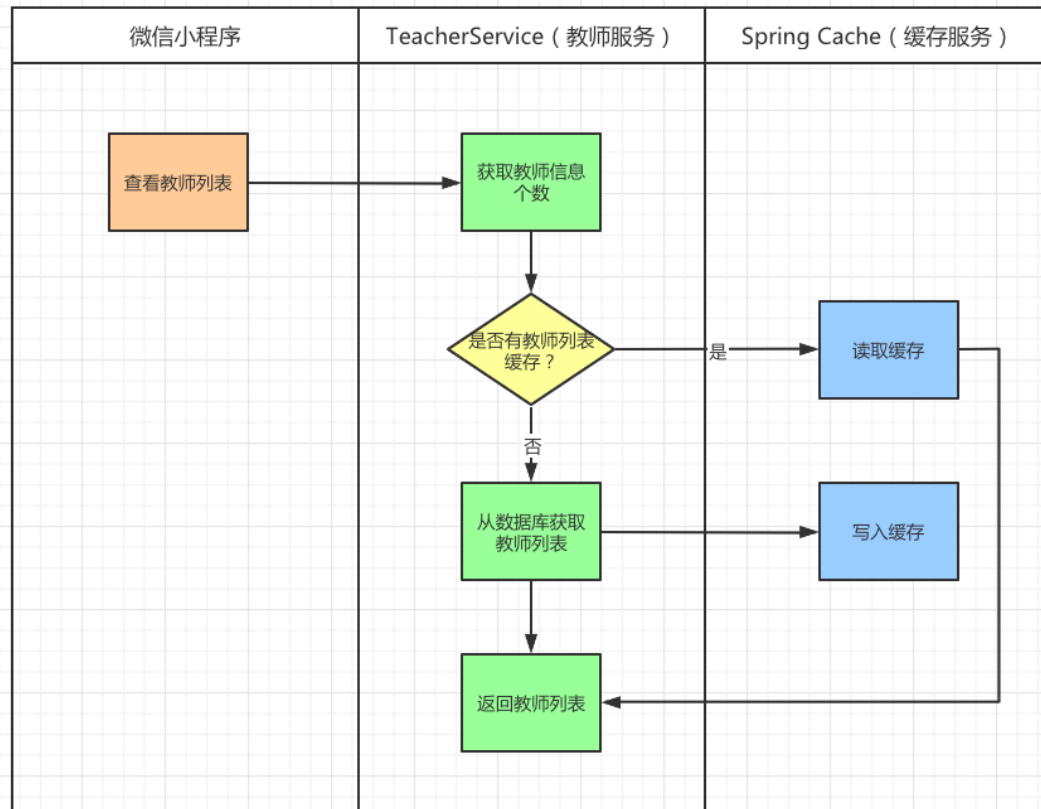 微信小程序
TeacherService（教师服务）
Spring Cache（缓存服务）
查看教师列表
获取教师信息
个数
是否有教师列表
缓存？
是
读取缓存
否
从数据库获取
教师列表
写入缓存
返回教师列表